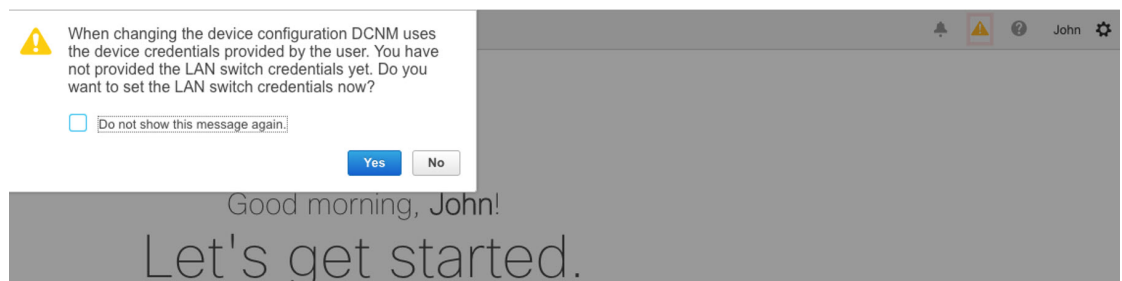 When changing the device configuration DCNM uses
the device credentials provided by the user. You have
not provided the LAN switch credentials yet. Do you
want to set the LAN switch credentials now?
Do not show this message again.
Yes No
John
Good morning, John!
Let's get started.